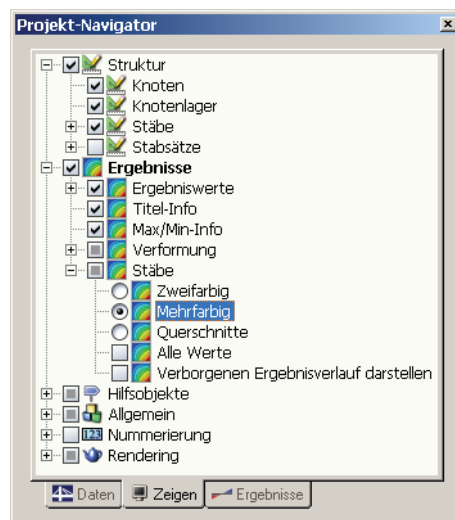 Projekt-Navigator
Struktur
Knoten
Knotenlager
Stäbe
Stabsätze
Ergebnisse
Ergebniswerte
Titel-Info
Max/Min-Info
Verformung
Stäbe
Zweifarbig
Mehrfarbig
Querschnitte
Alle Werte
Verborgenen Ergebnisverlauf darstellen
Hilfsobjekte
Allgemein
123 Nummerierung
Rendering
Daten Zeigen Ergebnisse